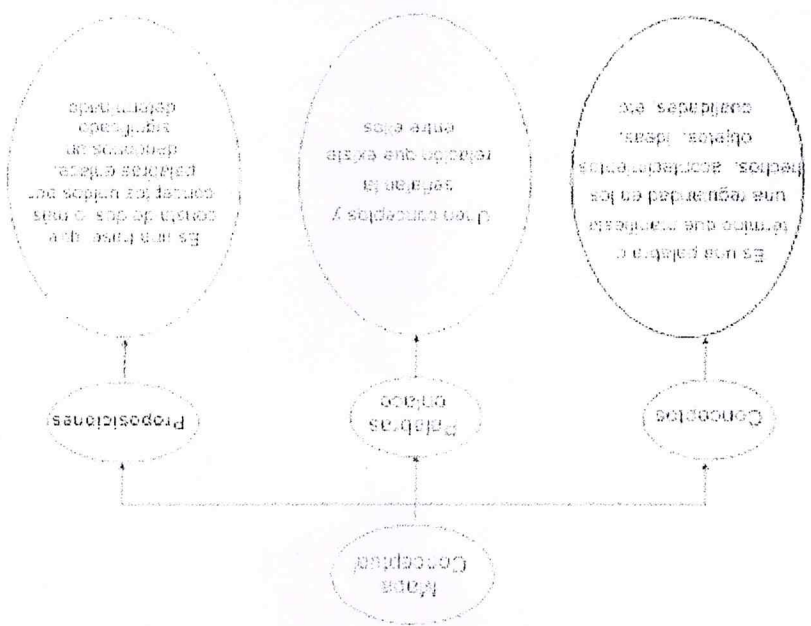 Mapa
Conceptual
Conceptos
Palabras
enlace
Proposiciones
Es una palabra o
término que manifiesta
una regularidad en los
hechos, acontecimientos
objetos, ideas,
cualidades, etc
Unen conceptos y
señalan la
relación que existe
entre ellos
Es una frase que
consta de dos o más
conceptos unidos por
palabras enlace,
dan un
significado
determinado